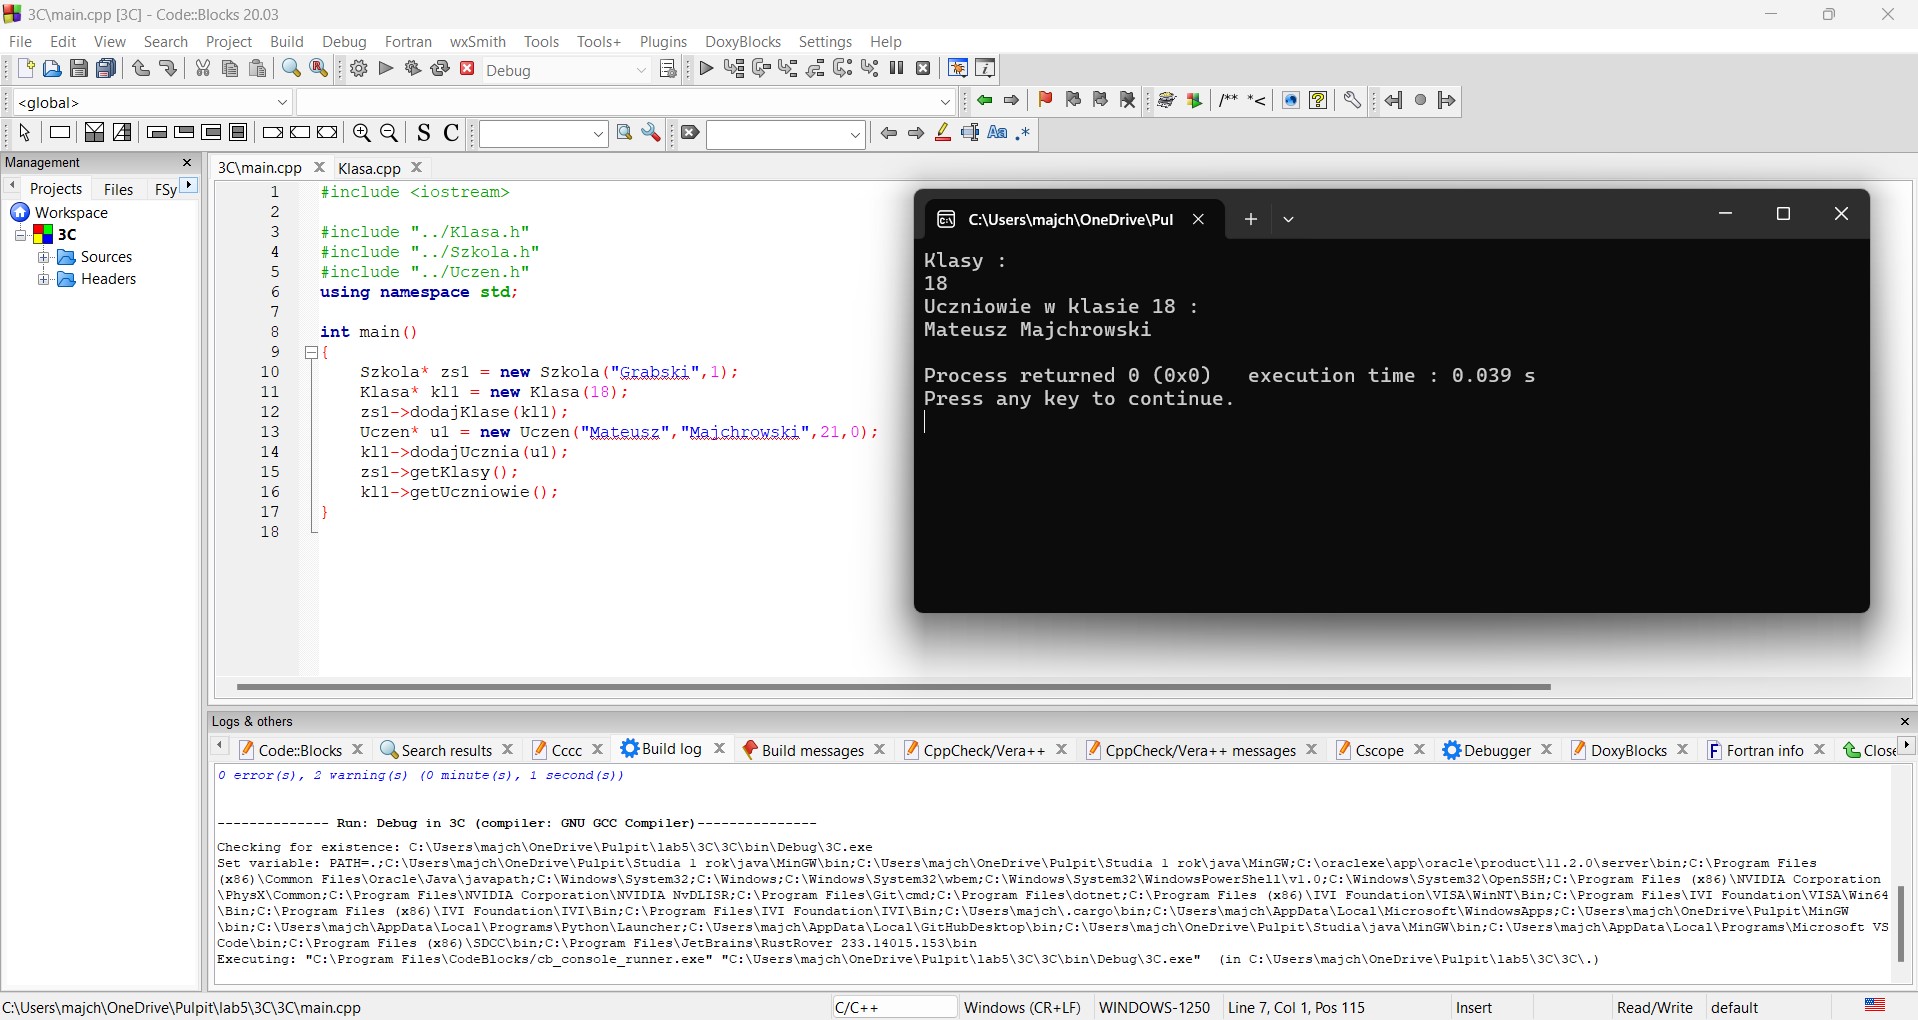 3C\main.cpp [3C] - Code::Blocks 20.03
File Edit View Search Project Build Debug Fortran wxSmith Tools Tools+ Plugins DoxyBlocks Settings Help
Debug
<global>
/** *<
S C
Aa .*
Management
Projects Files FSy
Workspace
3C
Sources
Headers
3C\main.cpp Klasa.cpp
1 #include <iostream>
2
3 #include "../Klasa.h"
4 #include "../Szkola.h"
5 #include "../Uczen.h"
6 using namespace std;
7
8 int main()
9 {
10 Szkola* zs1 = new Szkola("Grabski",1);
11 Klasa* kl1 = new Klasa(18);
12 zs1->dodajKlase(kl1);
13 Uczen* u1 = new Uczen("Mateusz","Majchrowski",21,0);
14 kl1->dodajUcznia(u1);
15 zs1->getKlasy();
16 kl1->getUczniowie();
17 }
18
C:\Users\majch\OneDrive\Pul
Klasy :
18
Uczniowie w klasie 18 :
Mateusz Majchrowski
Process returned 0 (0x0)   execution time : 0.039 s
Press any key to continue.
Logs & others
Code::Blocks Search results Cccc Build log Build messages CppCheck/Vera++ CppCheck/Vera++ messages Cscope Debugger DoxyBlocks Fortran info Close
0 error(s), 2 warning(s) (0 minute(s), 1 second(s))
-------------- Run: Debug in 3C (compiler: GNU GCC Compiler)---------------
Checking for existence: C:\Users\majch\OneDrive\Pulpit\lab5\3C\3C\bin\Debug\3C.exe
Set variable: PATH=.;C:\Users\majch\OneDrive\Pulpit\Studia 1 rok\java\MinGW\bin;C:\Users\majch\OneDrive\Pulpit\Studia 1 rok\java\MinGW;C:\oraclexe\app\oracle\product\11.2.0\server\bin;C:\Program Files
(x86)\Common Files\Oracle\Java\javapath;C:\Windows\System32;C:\Windows;C:\Windows\System32\wbem;C:\Windows\System32\WindowsPowerShell\v1.0;C:\Windows\System32\OpenSSH;C:\Program Files (x86)\NVIDIA Corporation
\PhysX\Common;C:\Program Files\NVIDIA Corporation\NVIDIA NvDLISR;C:\Program Files\Git\cmd;C:\Program Files\dotnet;C:\Program Files (x86)\IVI Foundation\VISA\WinNT\Bin;C:\Program Files\IVI Foundation\VISA\Win64
\Bin;C:\Program Files (x86)\IVI Foundation\IVI\Bin;C:\Program Files\IVI Foundation\IVI\Bin;C:\Users\majch\.cargo\bin;C:\Users\majch\AppData\Local\Microsoft\WindowsApps;C:\Users\majch\OneDrive\Pulpit\MinGW
\bin;C:\Users\majch\AppData\Local\Programs\Python\Launcher;C:\Users\majch\AppData\Local\GitHubDesktop\bin;C:\Users\majch\OneDrive\Pulpit\Studia\java\MinGW\bin;C:\Users\majch\AppData\Local\Programs\Microsoft VS
Code\bin;C:\Program Files (x86)\SDCC\bin;C:\Program Files\JetBrains\RustRover 233.14015.153\bin
Executing: "C:\Program Files\CodeBlocks/cb_console_runner.exe" "C:\Users\majch\OneDrive\Pulpit\lab5\3C\3C\bin\Debug\3C.exe"  (in C:\Users\majch\OneDrive\Pulpit\lab5\3C\3C\.)
C:\Users\majch\OneDrive\Pulpit\lab5\3C\3C\main.cpp C/C++ Windows (CR+LF) WINDOWS-1250 Line 7, Col 1, Pos 115 Insert Read/Write default